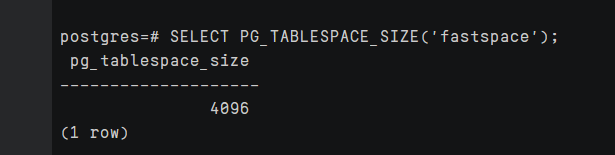 postgres=# SELECT PG_TABLESPACE_SIZE('fastspace');
pg_tablespace_size
--------------------
4096
(1 row)